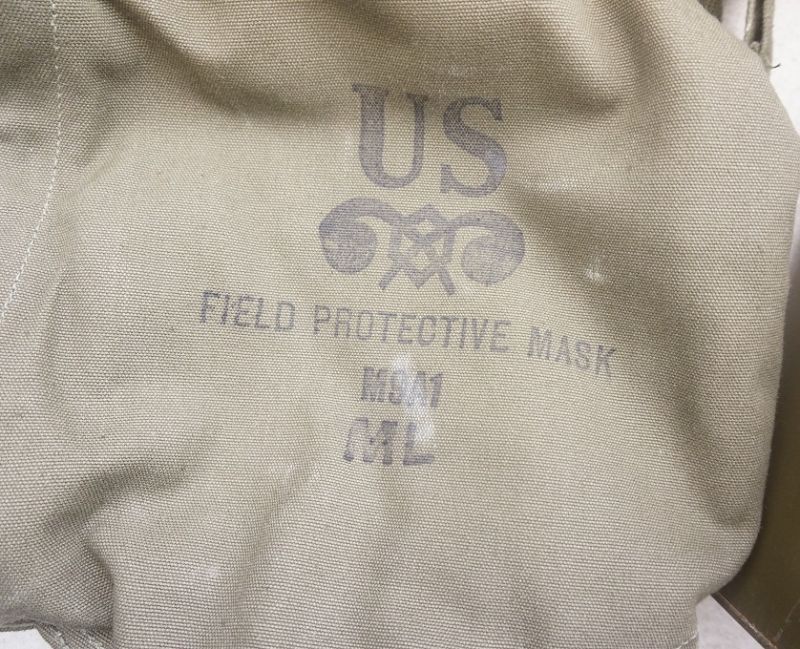 US
FIELD PROTECTIVE MASK
M9A1
ML